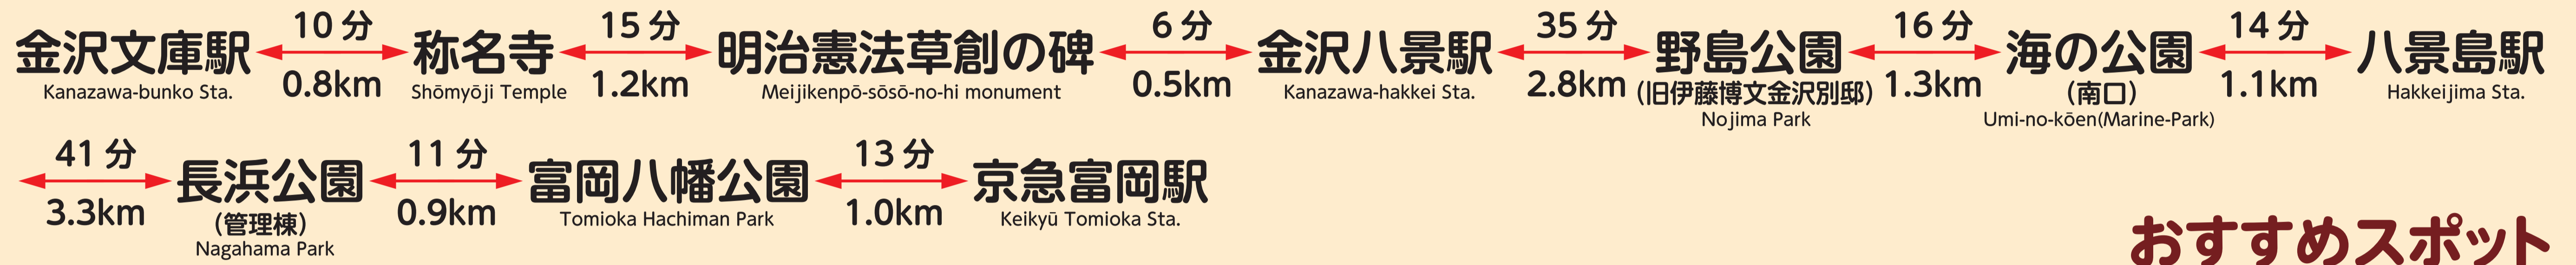 10分 15分 6分 35分 16分 14分
金沢文庫駅 称名寺 明治憲法草創の碑 金沢八景駅 野島公園 海の公園 八景島駅
0.8km 1.2km 0.5km 2.8km 1.3km 1.1km
Kanazawa-bunko Sta. Shōmyōji Temple Meijikenpō-sōsō-no-hi monument Kanazawa-hakkei Sta. (旧伊藤博文金沢別邸) (南口) Hakkeijima Sta.
Nojima Park Umi-no-kōen(Marine-Park)
41分 11分 13分
長浜公園 富岡八幡公園 京急富岡駅
3.3km 0.9km 1.0km
(管理棟) Tomioka Hachiman Park Keikyū Tomioka Sta.
Nagahama Park
おすすめスポット